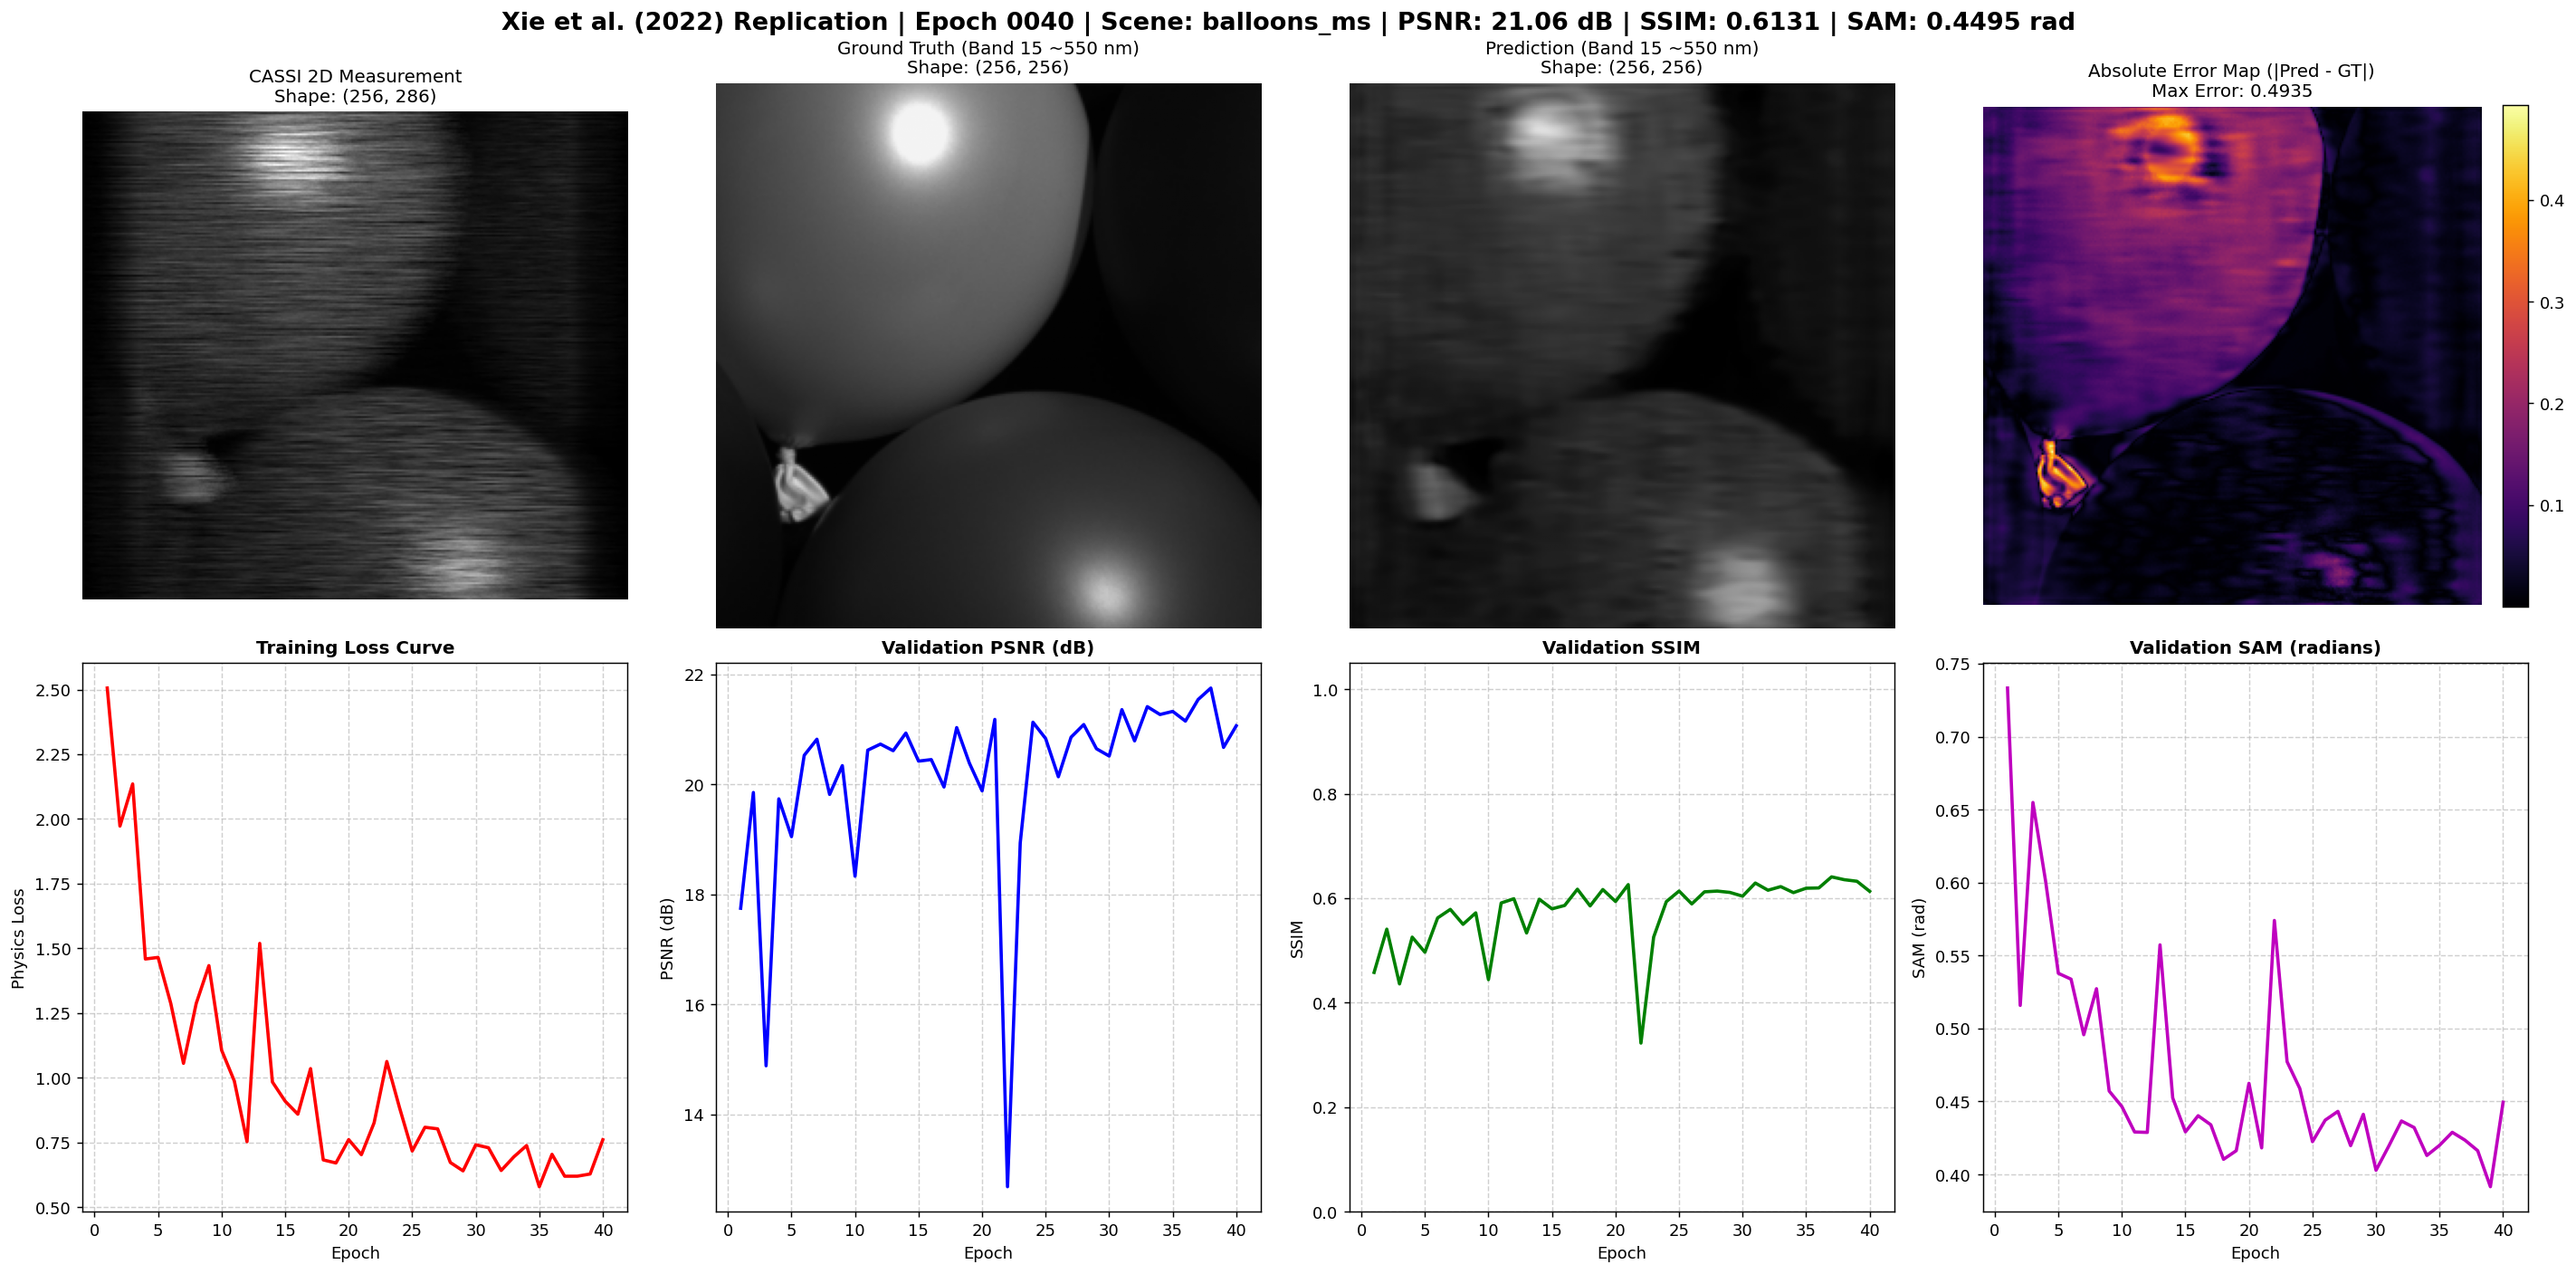 Xie et al. (2022) Replication | Epoch 0040 | Scene: balloons_ms | PSNR: 21.06 dB | SSIM: 0.6131 | SAM: 0.4495 rad
CASSI 2D Measurement
Shape: (256, 286)
Ground Truth (Band 15 ~550 nm)
Shape: (256, 256)
Prediction (Band 15 ~550 nm)
Shape: (256, 256)
Absolute Error Map (|Pred - GT|)
Max Error: 0.4935
0.4
0.3
0.2
0.1
Training Loss Curve
Physics Loss
2.50
2.25
2.00
1.75
1.50
1.25
1.00
0.75
0.50
0 5 10 15 20 25 30 35 40
Epoch
Validation PSNR (dB)
PSNR (dB)
22
20
18
16
14
0 5 10 15 20 25 30 35 40
Epoch
Validation SSIM
SSIM
1.0
0.8
0.6
0.4
0.2
0.0
0 5 10 15 20 25 30 35 40
Epoch
Validation SAM (radians)
SAM (rad)
0.75
0.70
0.65
0.60
0.55
0.50
0.45
0.40
0 5 10 15 20 25 30 35 40
Epoch